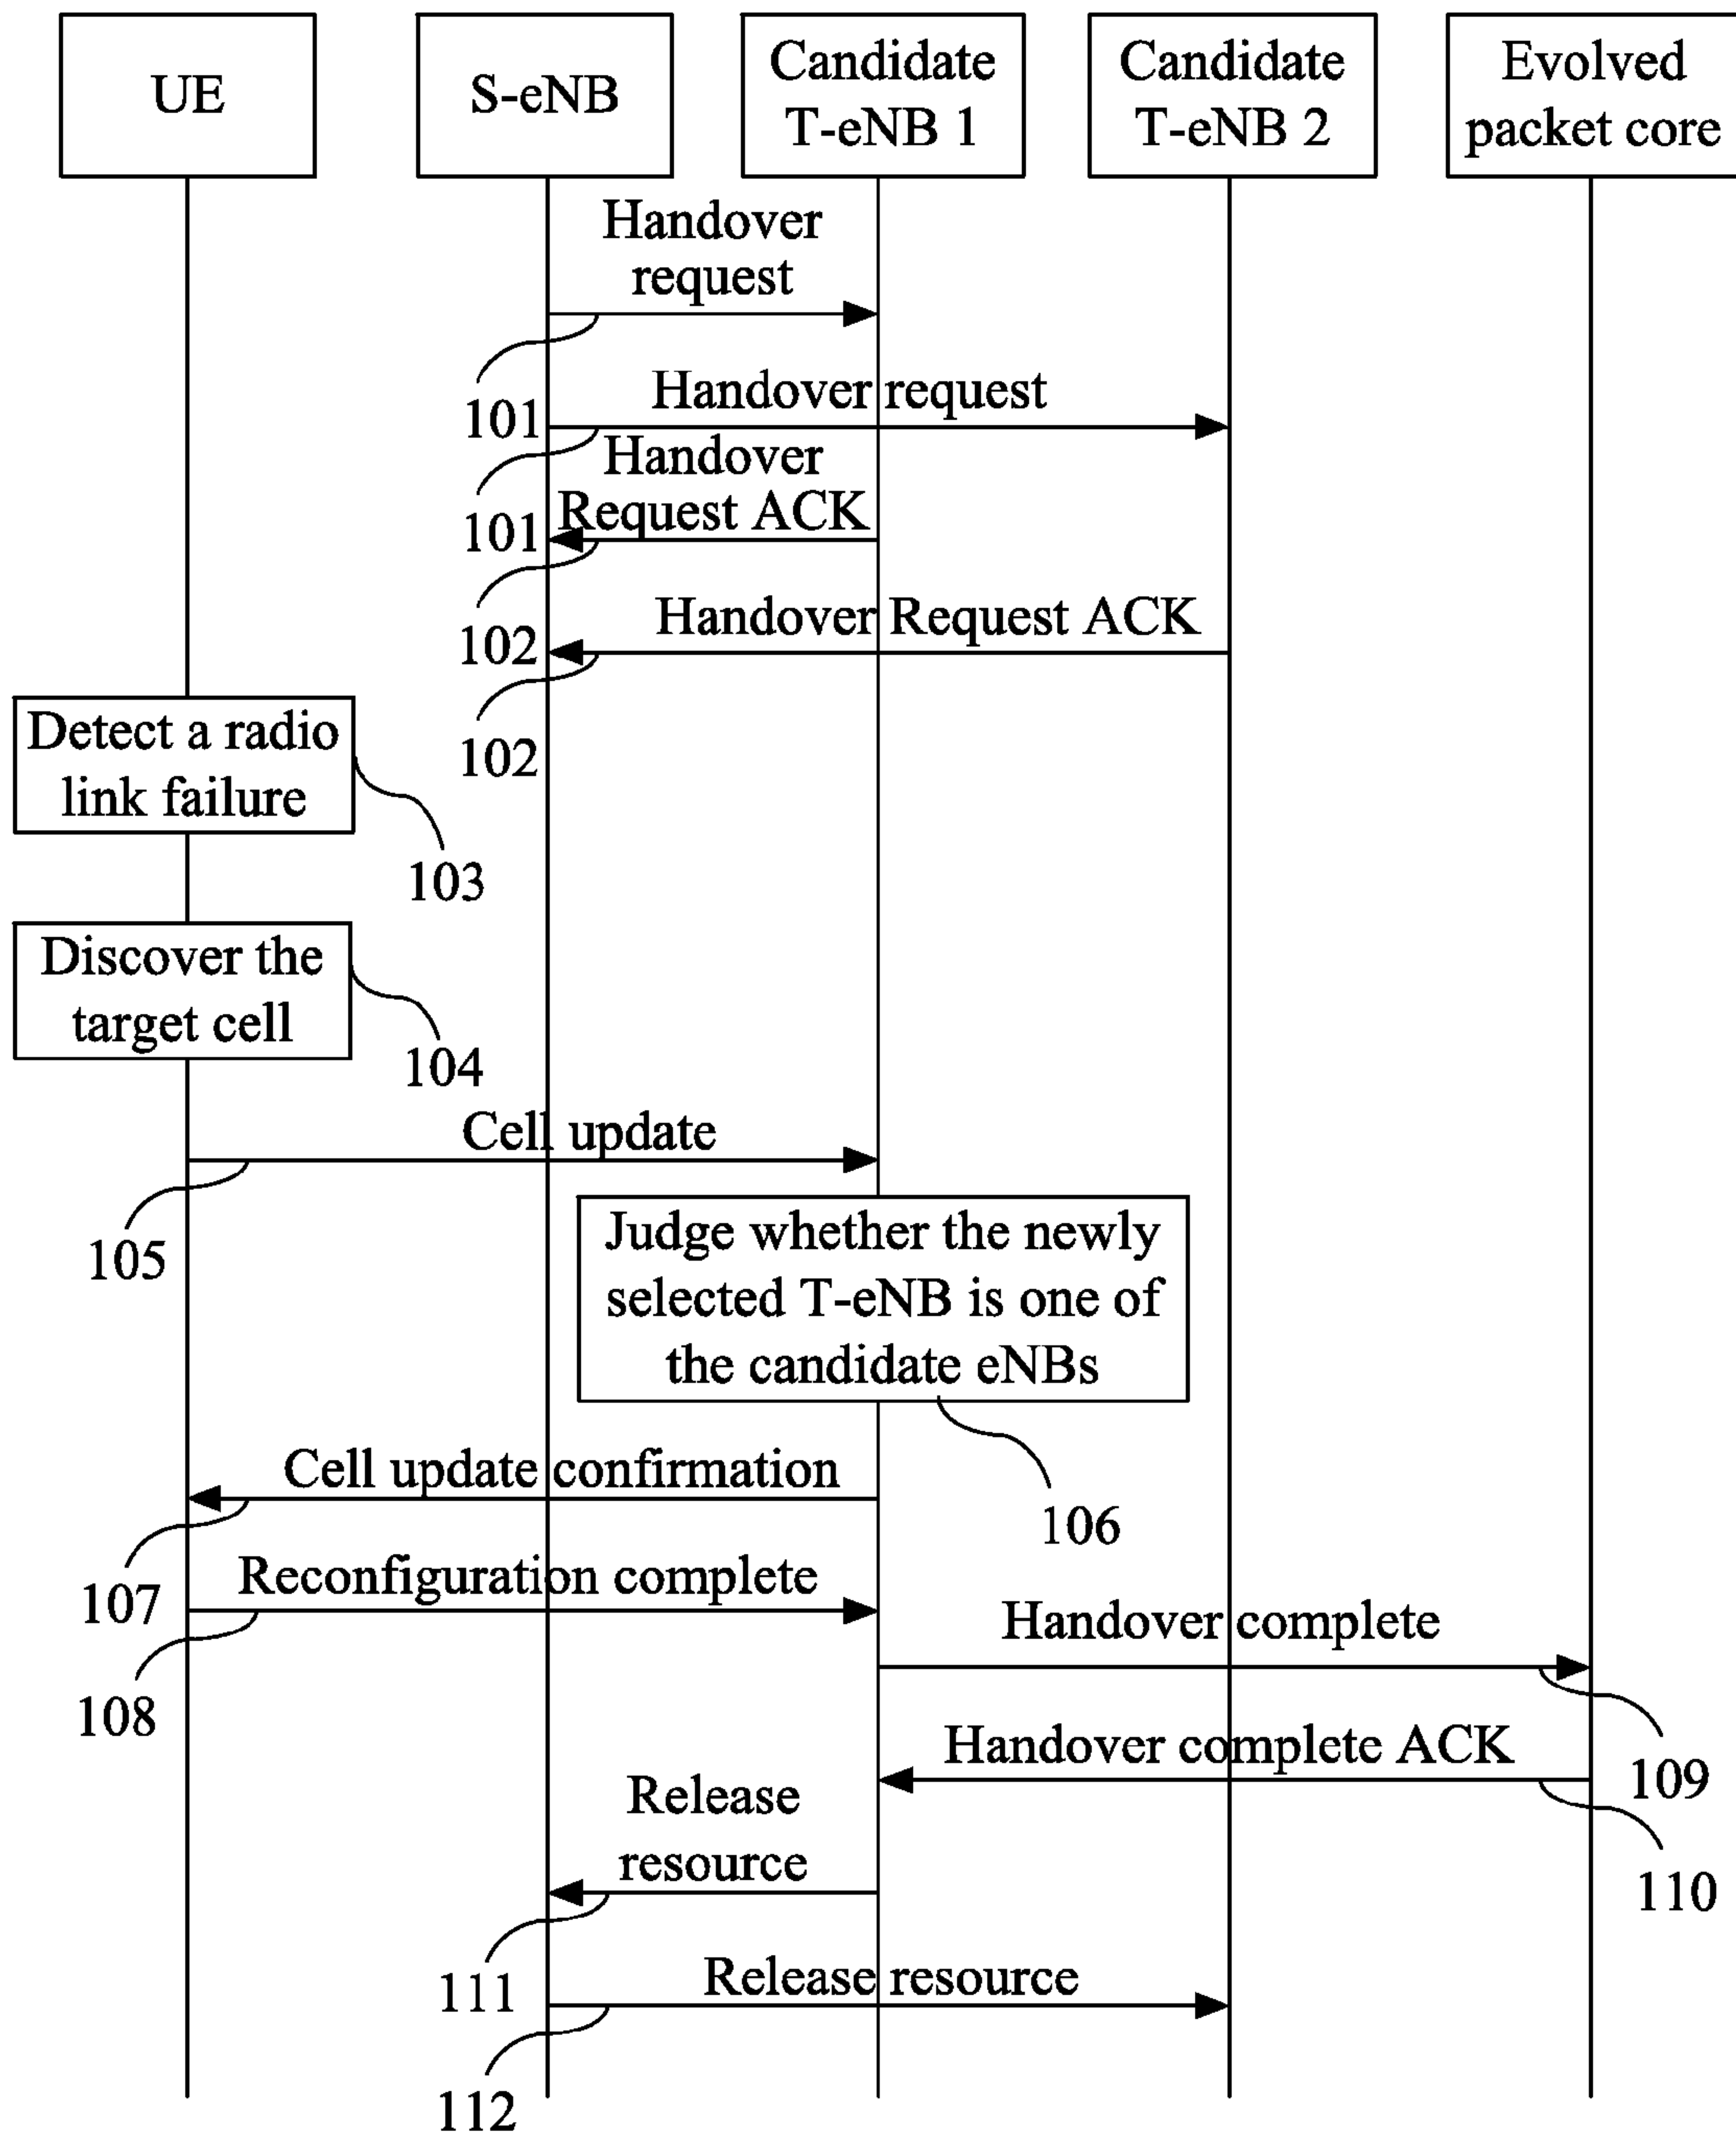 UE
S-eNB
Candidate
T-eNB 1
Candidate
T-eNB 2
Evolved
packet core
Handover
request
101
Handover request
101
Handover
Request ACK
102
Handover Request ACK
102
Detect a radio
link failure
103
Discover the
target cell
104
Cell update
105
Judge whether the newly
selected T-eNB is one of
the candidate eNBs
106
Cell update confirmation
107
Reconfiguration complete
108
Handover complete
109
Handover complete ACK
110
Release
resource
111
Release resource
112